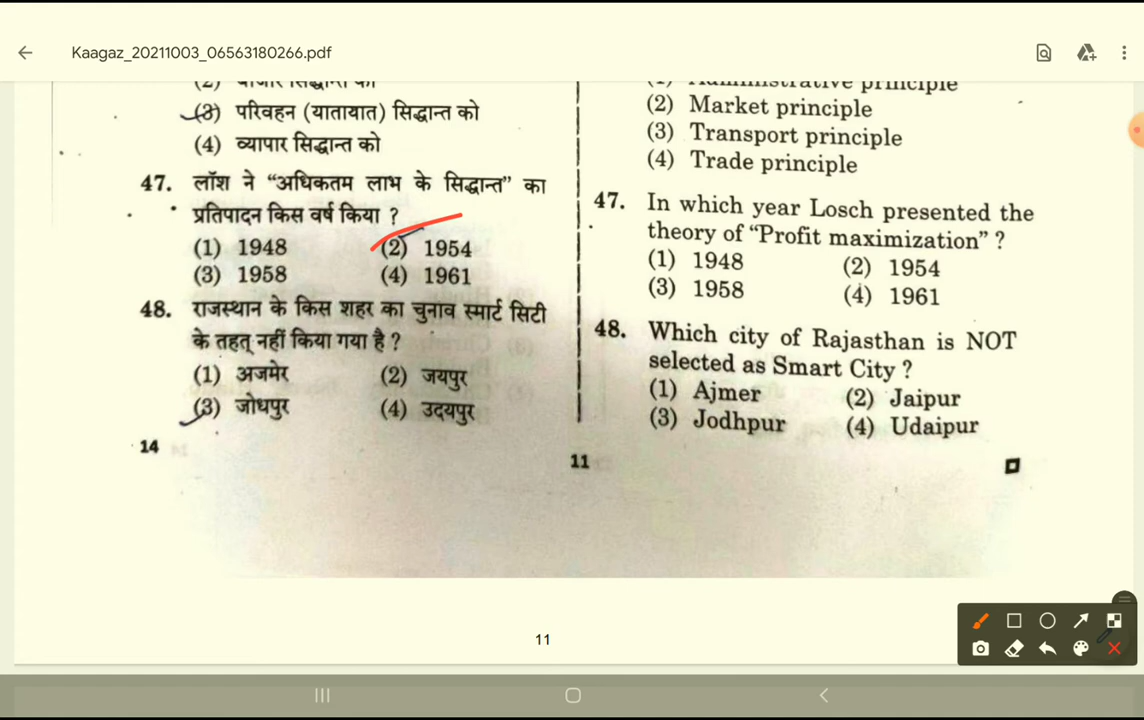 Kaagaz_20211003_06563180266.pdf
(2) बाजार सिद्धान्त को
(3) परिवहन (यातायात) सिद्धान्त को
(4) व्यापार सिद्धान्त को
47. लॉश ने “अधिकतम लाभ के सिद्धान्त” का
प्रतिपादन किस वर्ष किया ?
(1) 1948 (2) 1954
(3) 1958 (4) 1961
48. राजस्थान के किस शहर का चुनाव स्मार्ट सिटी
के तहत् नहीं किया गया है ?
(1) अजमेर (2) जयपुर
(3) जोधपुर (4) उदयपुर
14
(1) Administrative principle
(2) Market principle
(3) Transport principle
(4) Trade principle
47. In which year Losch presented the
theory of “Profit maximization” ?
(1) 1948 (2) 1954
(3) 1958 (4) 1961
48. Which city of Rajasthan is NOT
selected as Smart City ?
(1) Ajmer (2) Jaipur
(3) Jodhpur (4) Udaipur
11
11